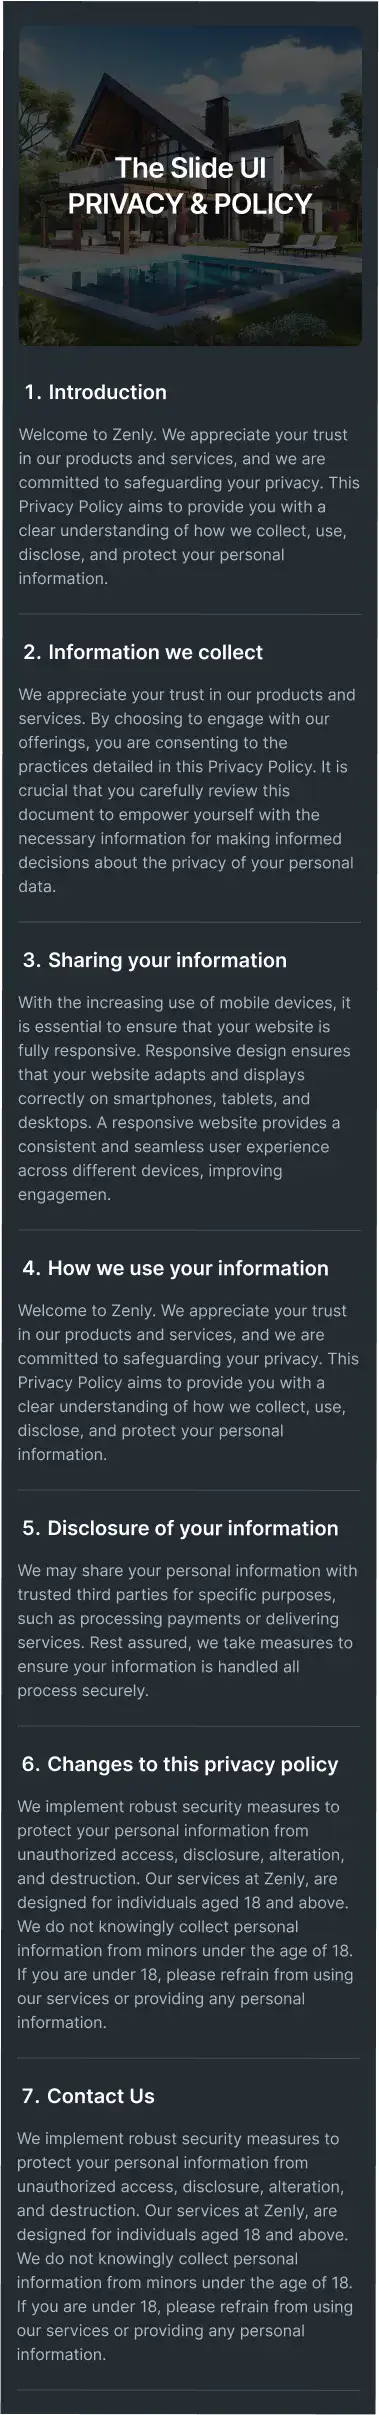 The Slide UI
PRIVACY & POLICY
1. Introduction
Welcome to Zenly. We appreciate your trust
in our products and services, and we are
committed to safeguarding your privacy. This
Privacy Policy aims to provide you with a
clear understanding of how we collect, use,
disclose, and protect your personal
information.
2. Information we collect
We appreciate your trust in our products and
services. By choosing to engage with our
offerings, you are consenting to the
practices detailed in this Privacy Policy. It is
crucial that you carefully review this
document to empower yourself with the
necessary information for making informed
decisions about the privacy of your personal
data.
3. Sharing your information
With the increasing use of mobile devices, it
is essential to ensure that your website is
fully responsive. Responsive design ensures
that your website adapts and displays
correctly on smartphones, tablets, and
desktops. A responsive website provides a
consistent and seamless user experience
across different devices, improving
engagemen.
4. How we use your information
Welcome to Zenly. We appreciate your trust
in our products and services, and we are
committed to safeguarding your privacy. This
Privacy Policy aims to provide you with a
clear understanding of how we collect, use,
disclose, and protect your personal
information.
5. Disclosure of your information
We may share your personal information with
trusted third parties for specific purposes,
such as processing payments or delivering
services. Rest assured, we take measures to
ensure your information is handled all
process securely.
6. Changes to this privacy policy
We implement robust security measures to
protect your personal information from
unauthorized access, disclosure, alteration,
and destruction. Our services at Zenly, are
designed for individuals aged 18 and above.
We do not knowingly collect personal
information from minors under the age of 18.
If you are under 18, please refrain from using
our services or providing any personal
information.
7. Contact Us
We implement robust security measures to
protect your personal information from
unauthorized access, disclosure, alteration,
and destruction. Our services at Zenly, are
designed for individuals aged 18 and above.
We do not knowingly collect personal
information from minors under the age of 18.
If you are under 18, please refrain from using
our services or providing any personal
information.